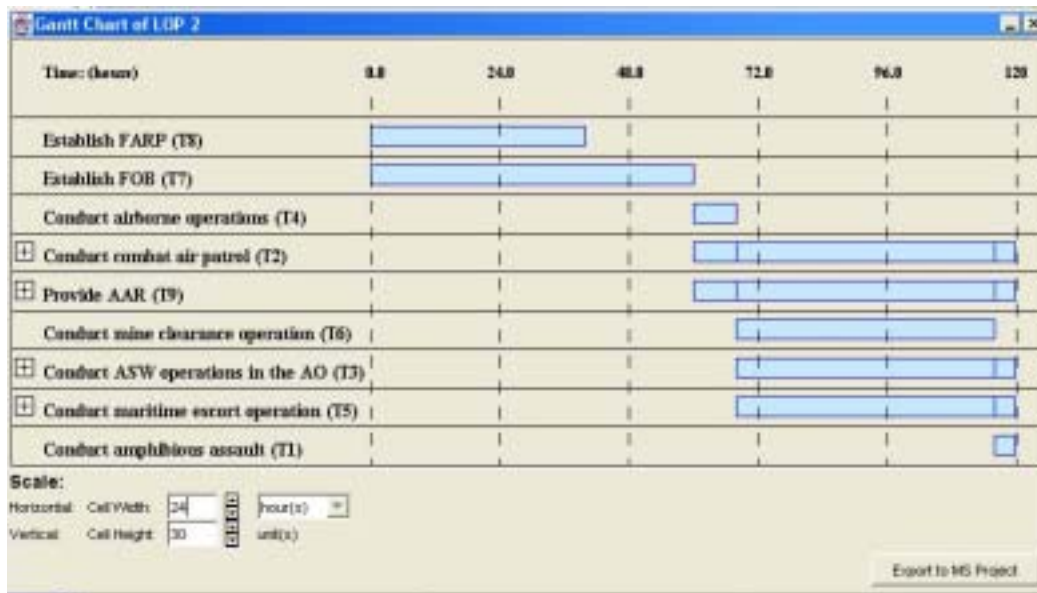 Gantt Chart of LOP 2
Time: (hours) 0.0 24.0 48.0 72.0 96.0 120
Establish FARP (T8)
Establish FOB (T7)
Conduct airborne operations (T4)
Conduct combat air patrol (T2)
Provide AAR (T9)
Conduct mine clearance operation (T6)
Conduct ASW operations in the AO (T3)
Conduct maritime escort operation (T5)
Conduct amphibious assault (T1)
Scale:
Horizontal: Cell Width: 24 hour(s)
Vertical: Cell Height: 30 unit(s)
Export to MS Project